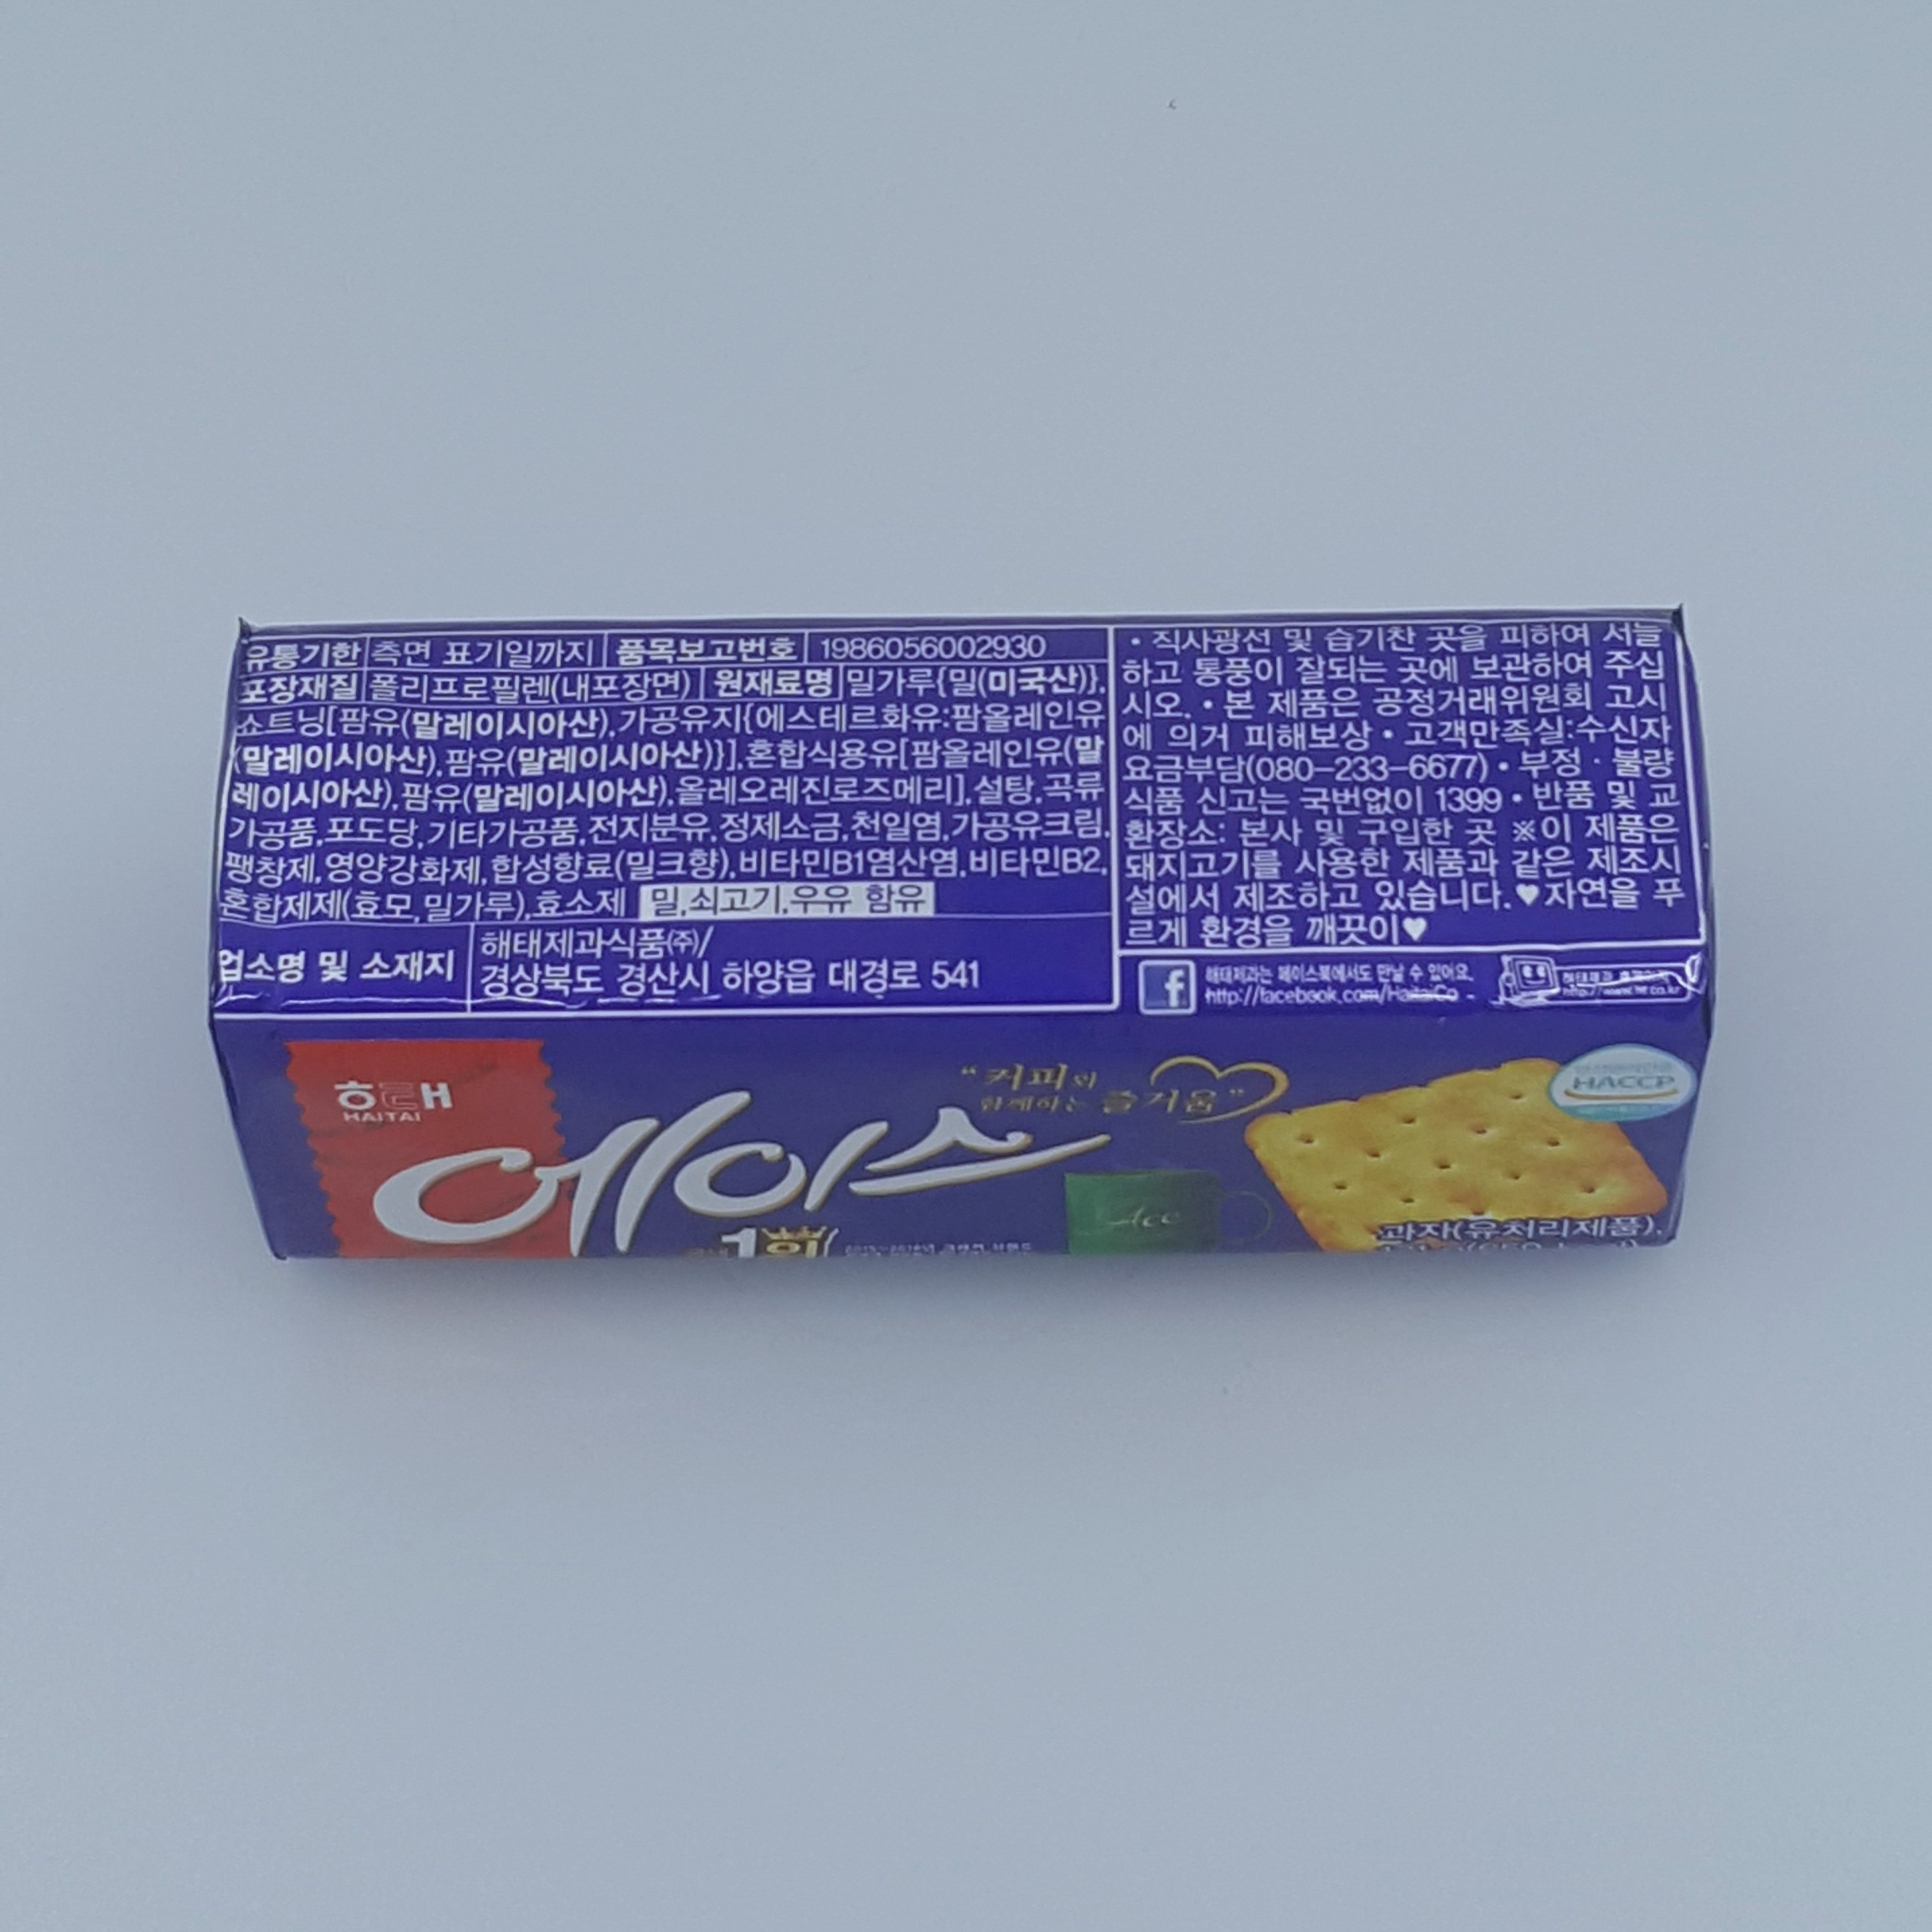 유통기한 측면 표기일까지 품목보고번호 1986056002930
포장재질 폴리프로필렌(내포장면) 원재료명 밀가루{밀(미국산)},
쇼트닝[팜유(말레이시아산),가공유지{에스테르화유:팜올레인유
(말레이시아산),팜유(말레이시아산)}],혼합식용유[팜올레인유(말
레이시아산),팜유(말레이시아산),올레오레진로즈메리],설탕,곡류
가공품,포도당,기타가공품,전지분유,정제소금,천일염,가공유크림,
팽창제,영양강화제,합성향료(밀크향),비타민B1염산염,비타민B2,
혼합제제(효모,밀가루),효소제 밀,쇠고기,우유 함유
업소명 및 소재지
해태제과식품㈜/
경상북도 경산시 하양읍 대경로 541
• 직사광선 및 습기찬 곳을 피하여 서늘
하고 통풍이 잘되는 곳에 보관하여 주십
시오. • 본 제품은 공정거래위원회 고시
에 의거 피해보상 • 고객만족실:수신자
요금부담(080-233-6677) • 부정 · 불량
식품 신고는 국번없이 1399 • 반품 및 교
환장소: 본사 및 구입한 곳 ※이 제품은
돼지고기를 사용한 제품과 같은 제조시
설에서 제조하고 있습니다.♥자연을 푸
르게 환경을 깨끗이♥
f
해태제과는 페이스북에서도 만날 수 있어요.
http://facebook.com/HaitaiCo
해태
HAITAI
"커피와
함께하는 즐거움"
에이스
HACCP
Ace
1위
과자(유처리제품),